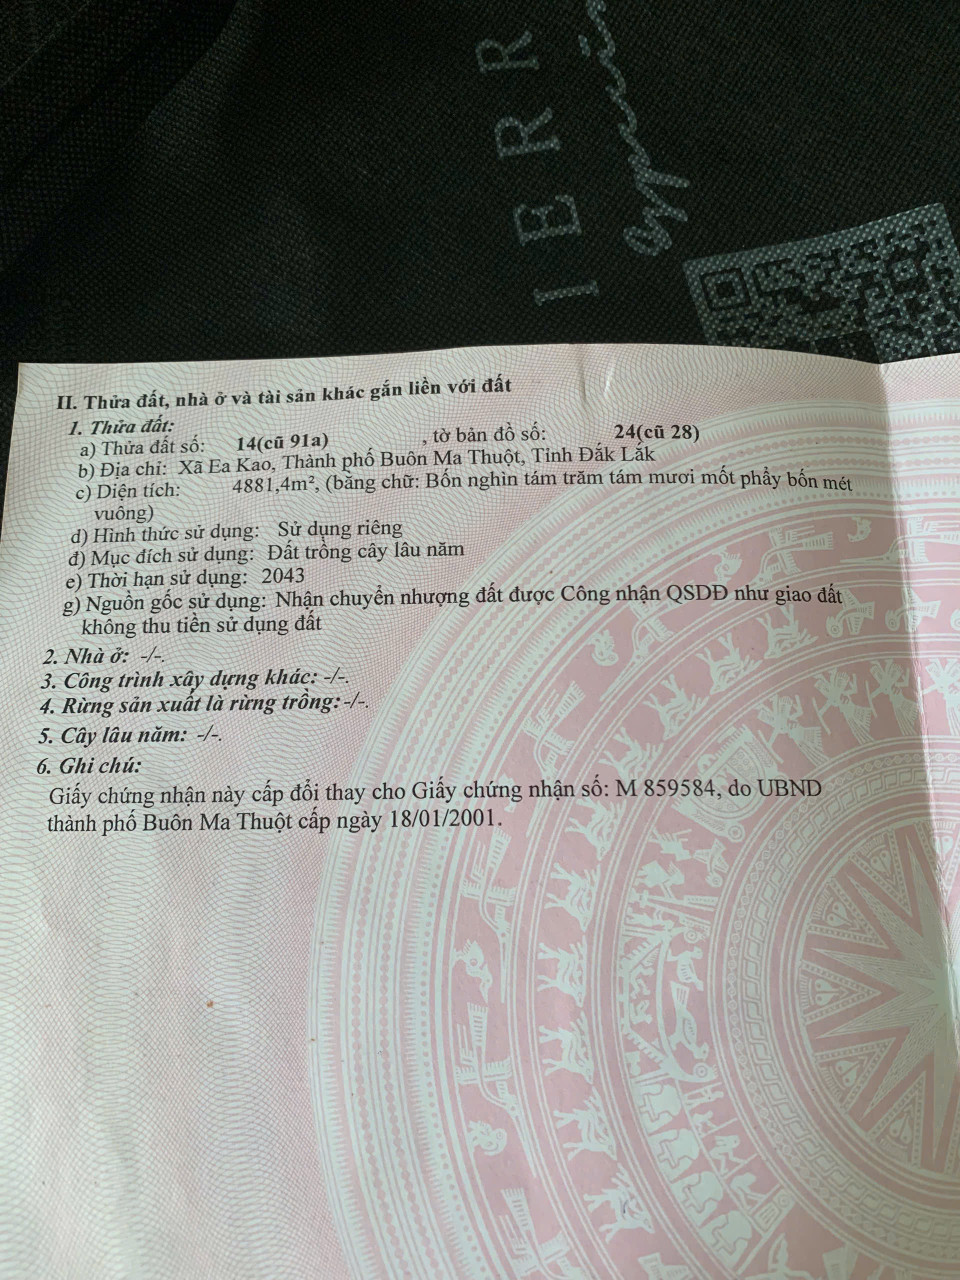 IERR
II. Thửa đất, nhà ở và tài sản khác gắn liền với đất
1. Thửa đất:
a) Thửa đất số: 14(cũ 91a) , tờ bản đồ số: 24(cũ 28)
b) Địa chỉ: Xã Ea Kao, Thành phố Buôn Ma Thuột, Tỉnh Đắk Lắk
c) Diện tích: 4881,4m², (bằng chữ: Bốn nghìn tám trăm tám mươi mốt phẩy bốn mét
vuông)
d) Hình thức sử dụng: Sử dụng riêng
đ) Mục đích sử dụng: Đất trồng cây lâu năm
e) Thời hạn sử dụng: 2043
g) Nguồn gốc sử dụng: Nhận chuyển nhượng đất được Công nhận QSDĐ như giao đất
không thu tiền sử dụng đất
2. Nhà ở: -/-.
3. Công trình xây dựng khác: -/-.
4. Rừng sản xuất là rừng trồng: -/-.
5. Cây lâu năm: -/-.
6. Ghi chú:
Giấy chứng nhận này cấp đổi thay cho Giấy chứng nhận số: M 859584, do UBND
thành phố Buôn Ma Thuột cấp ngày 18/01/2001.